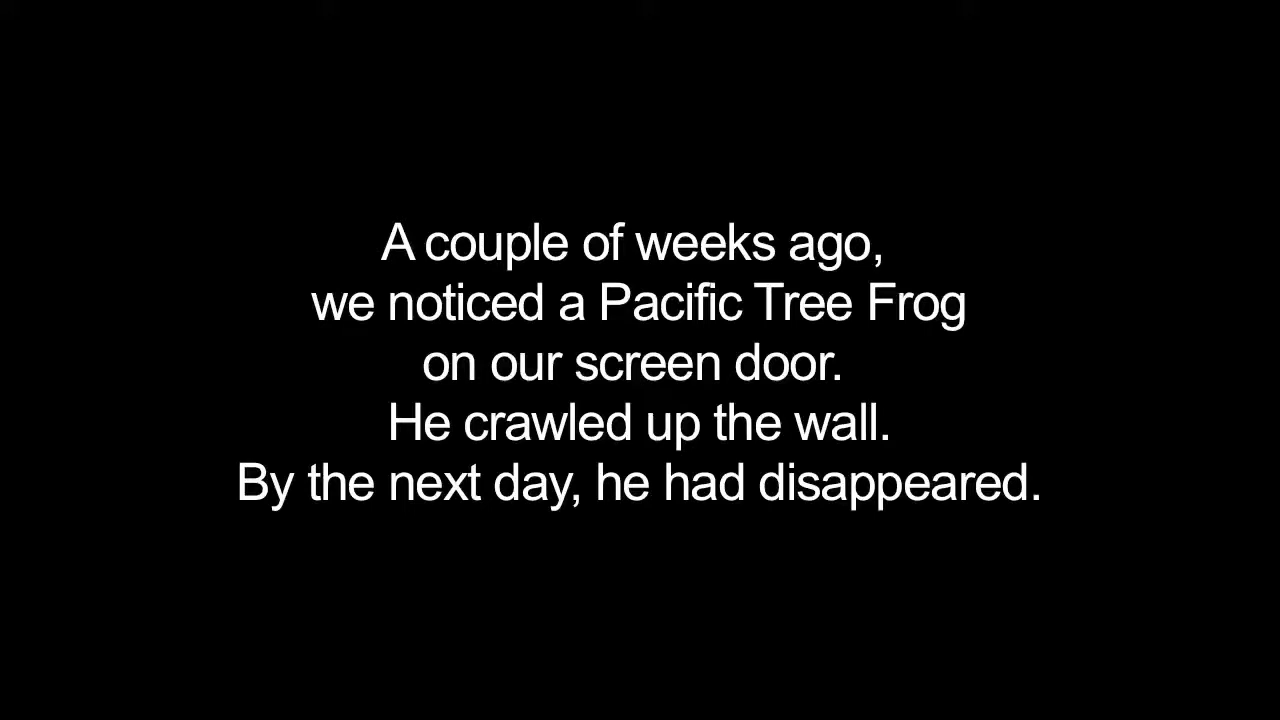 A couple of weeks ago,
we noticed a Pacific Tree Frog
on our screen door.
He crawled up the wall.
By the next day, he had disappeared.